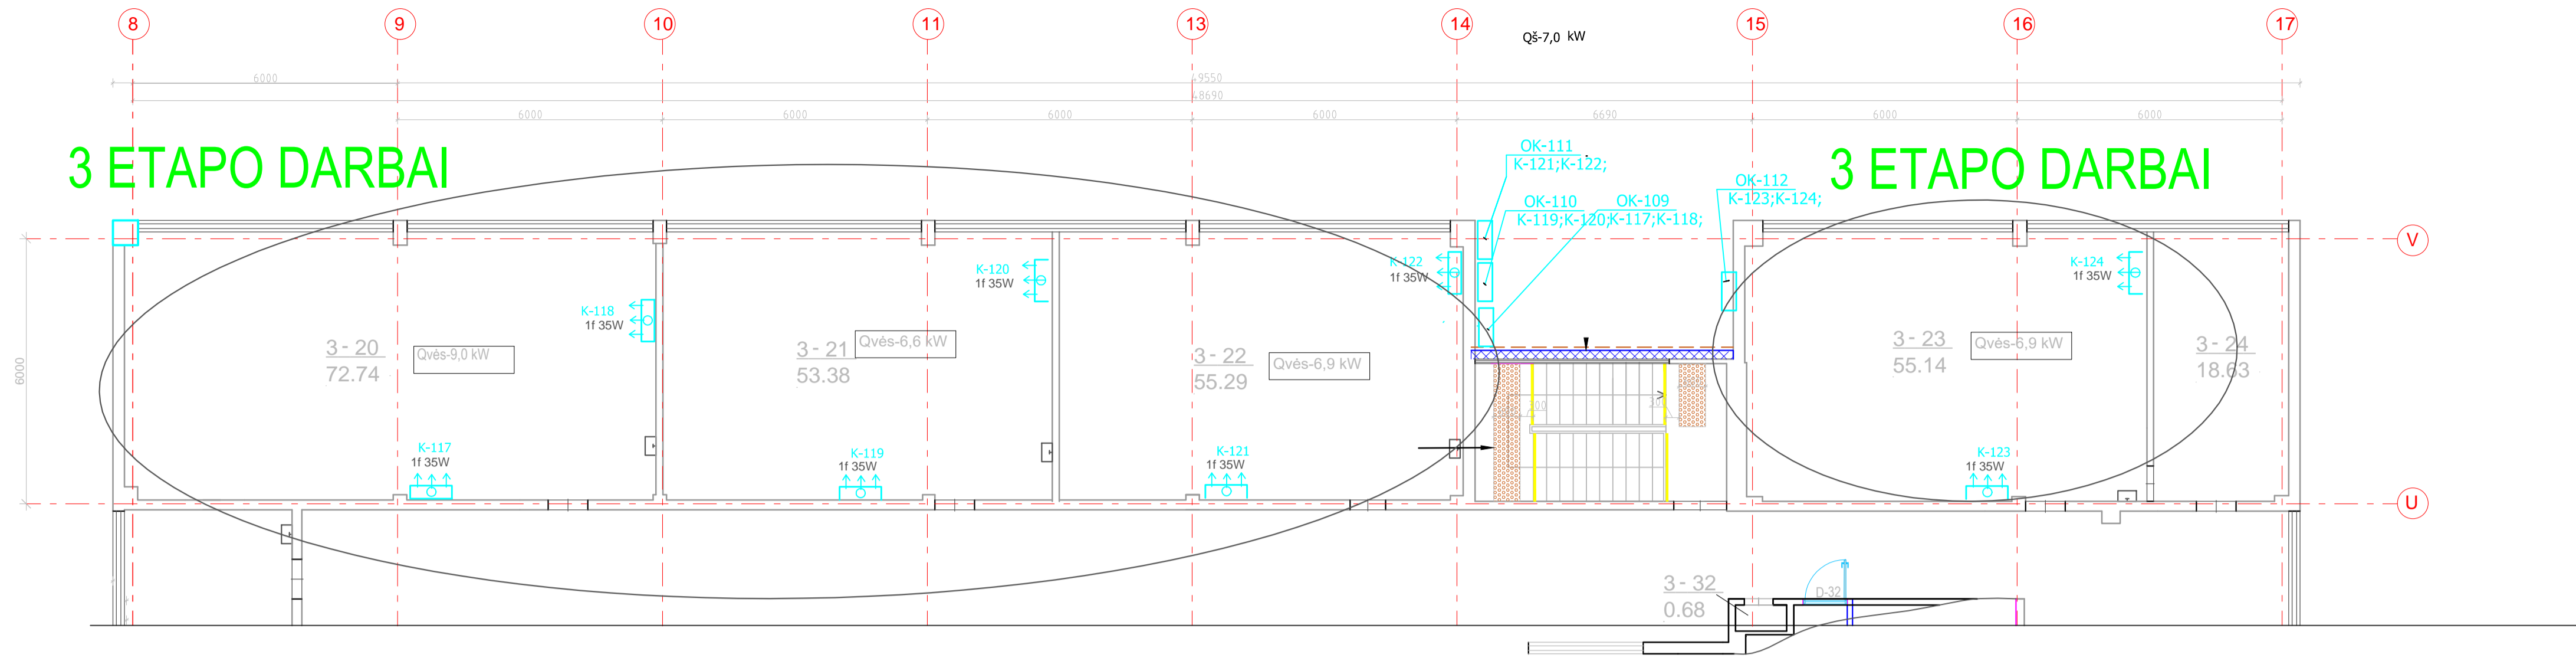 8
9
10
11
13
14
15
16
17
Qš-7,0 kW
6000
49550
48690
6000
6000
6000
6000
6690
6000
6000
3 ETAPO DARBAI
3 ETAPO DARBAI
OK-111
K-121;K-122;
OK-110
K-119;K-120;
OK-109
K-117;K-118;
OK-112
K-123;K-124;
V
K-118
1f 35W
K-120
1f 35W
K-122
1f 35W
K-124
1f 35W
3 - 20
72.74
Qvės-9,0 kW
3 - 21
53.38
Qvės-6,6 kW
3 - 22
55.29
Qvės-6,9 kW
3 - 23
55.14
Qvės-6,9 kW
3 - 24
18.63
6000
300
K-117
1f 35W
K-119
1f 35W
K-121
1f 35W
K-123
1f 35W
U
3 - 32
0.68
D-32